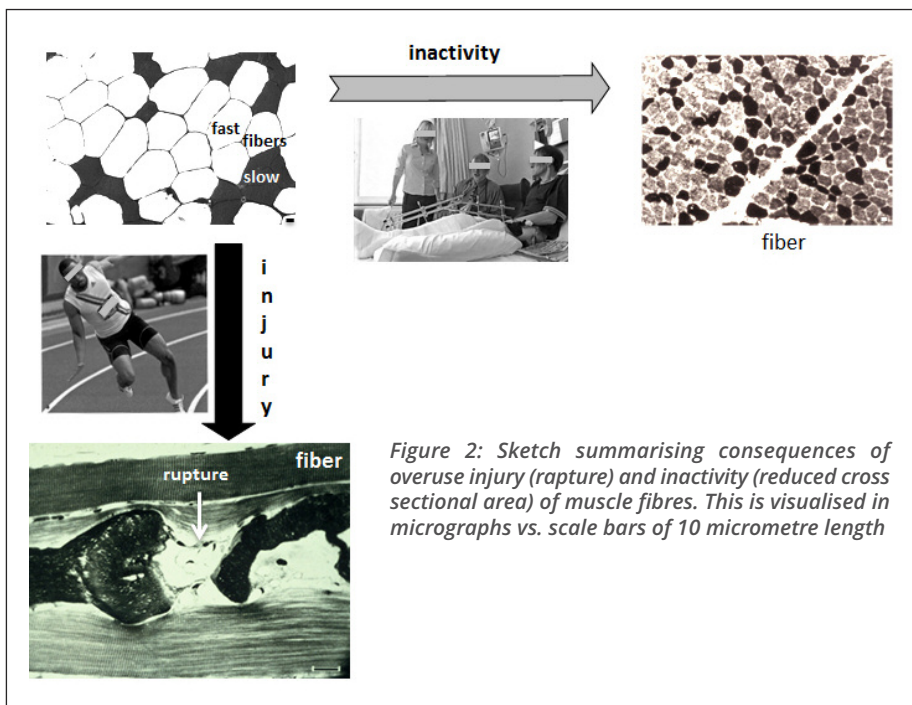 inactivity
fast
fibers
slow
fiber
i
n
j
u
r
y
fiber
rupture
Figure 2: Sketch summarising consequences of
overuse injury (rapture) and inactivity (reduced cross
sectional area) of muscle fibres. This is visualised in
micrographs vs. scale bars of 10 micrometre length